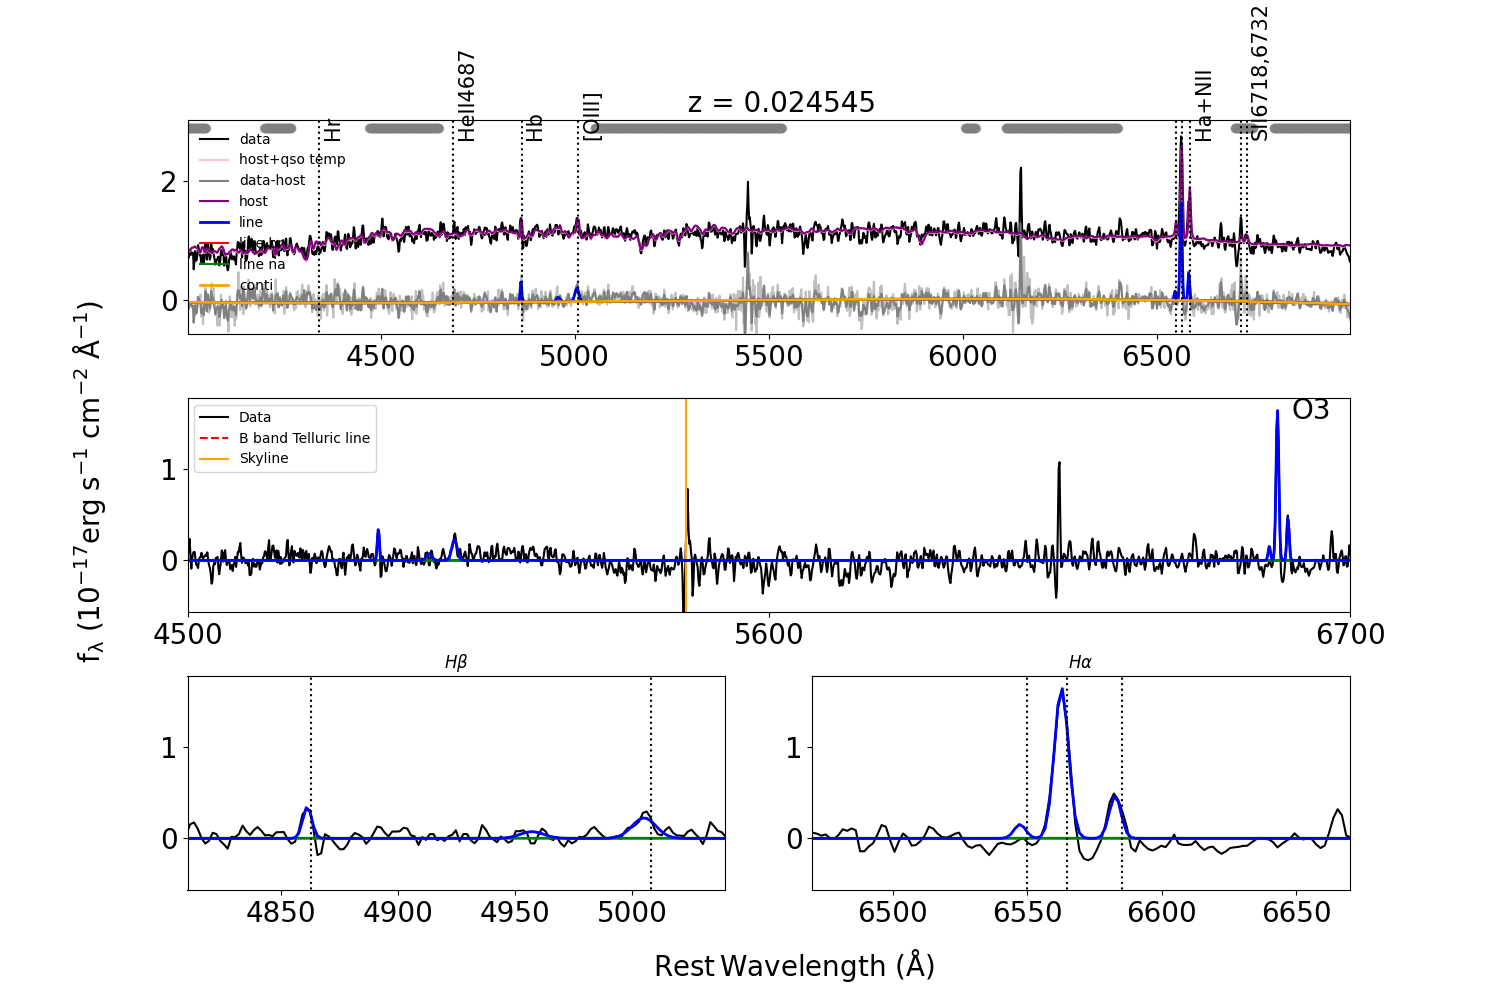 z = 0.024545
Hr
HeII4687
Hb
[OIII]
Ha+NII
SII6718,6732
data
host+qso temp
data-host
host
line
line br
line na
conti
2
0
4500 5000 5500 6000 6500
f_λ (10^{-17} erg s^{-1} cm^{-2} Å^{-1})
Data
B band Telluric line
Skyline
O3
1
0
4500 5600 6700
Hβ
1
0
4850 4900 4950 5000
Hα
1
0
6500 6550 6600 6650
Rest Wavelength (Å)